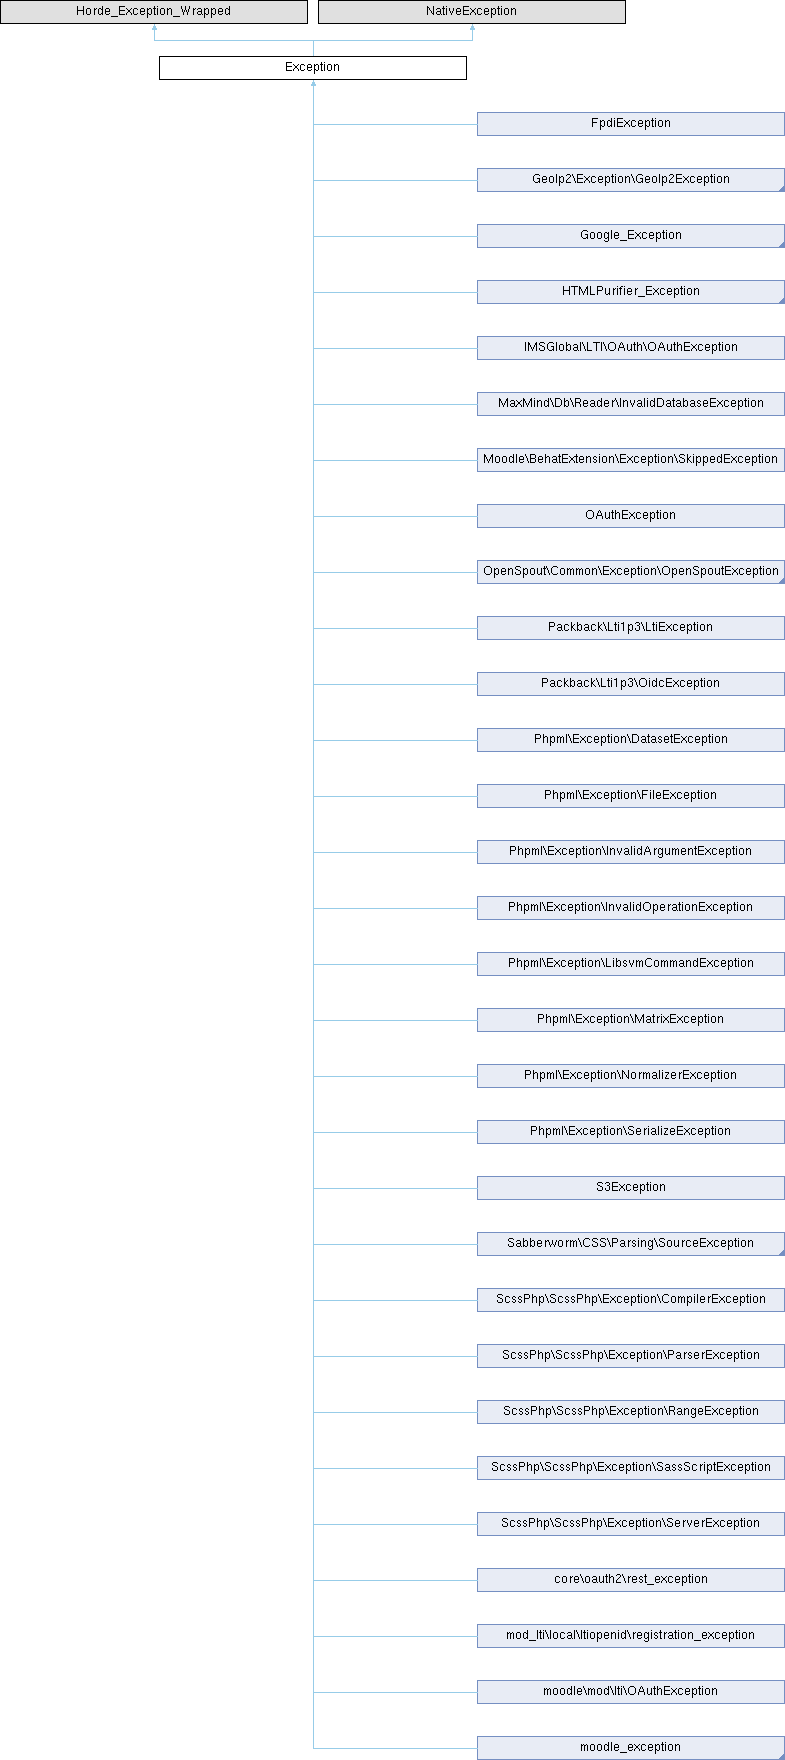 Horde_Exception_Wrapped
NativeException
Exception
FpdiException
GeoIp2\Exception\GeoIp2Exception
Google_Exception
HTMLPurifier_Exception
IMSGlobal\LTI\OAuth\OAuthException
MaxMind\Db\Reader\InvalidDatabaseException
Moodle\BehatExtension\Exception\SkippedException
OAuthException
OpenSpout\Common\Exception\OpenSpoutException
Packback\Lti1p3\LtiException
Packback\Lti1p3\OidcException
Phpml\Exception\DatasetException
Phpml\Exception\FileException
Phpml\Exception\InvalidArgumentException
Phpml\Exception\InvalidOperationException
Phpml\Exception\LibsvmCommandException
Phpml\Exception\MatrixException
Phpml\Exception\NormalizerException
Phpml\Exception\SerializeException
S3Exception
Sabberworm\CSS\Parsing\SourceException
ScssPhp\ScssPhp\Exception\CompilerException
ScssPhp\ScssPhp\Exception\ParserException
ScssPhp\ScssPhp\Exception\RangeException
ScssPhp\ScssPhp\Exception\SassScriptException
ScssPhp\ScssPhp\Exception\ServerException
core\oauth2\rest_exception
mod_lti\local\ltiopenid\registration_exception
moodle\mod\lti\OAuthException
moodle_exception